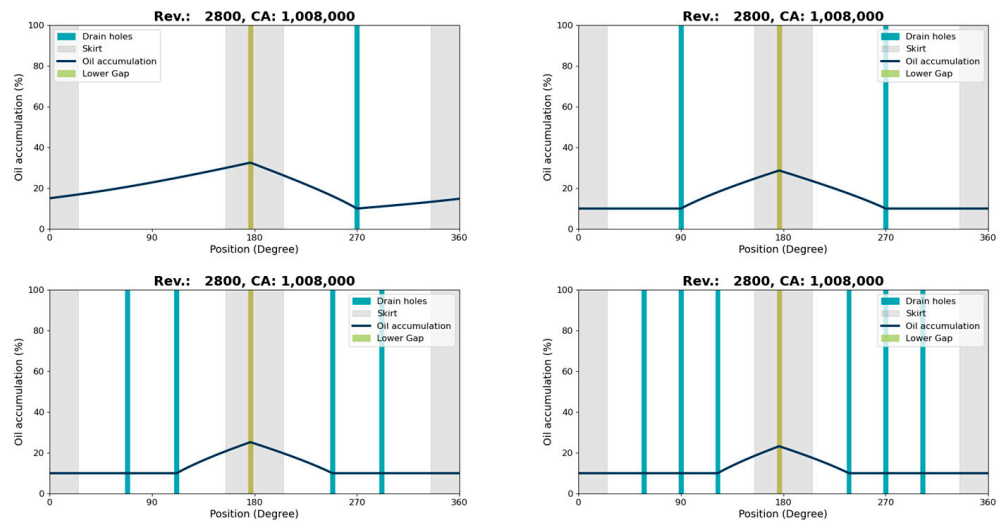 Rev.:   2800, CA: 1,008,000
100
80
60
40
20
0
Oil accumulation (%)
Drain holes
Skirt
Oil accumulation
Lower Gap
0 90 180 270 360
Position (Degree)
Rev.:   2800, CA: 1,008,000
100
80
60
40
20
0
Oil accumulation (%)
Drain holes
Skirt
Oil accumulation
Lower Gap
0 90 180 270 360
Position (Degree)
Rev.:   2800, CA: 1,008,000
100
80
60
40
20
0
Oil accumulation (%)
Drain holes
Skirt
Oil accumulation
Lower Gap
0 90 180 270 360
Position (Degree)
Rev.:   2800, CA: 1,008,000
100
80
60
40
20
0
Oil accumulation (%)
Drain holes
Skirt
Oil accumulation
Lower Gap
0 90 180 270 360
Position (Degree)